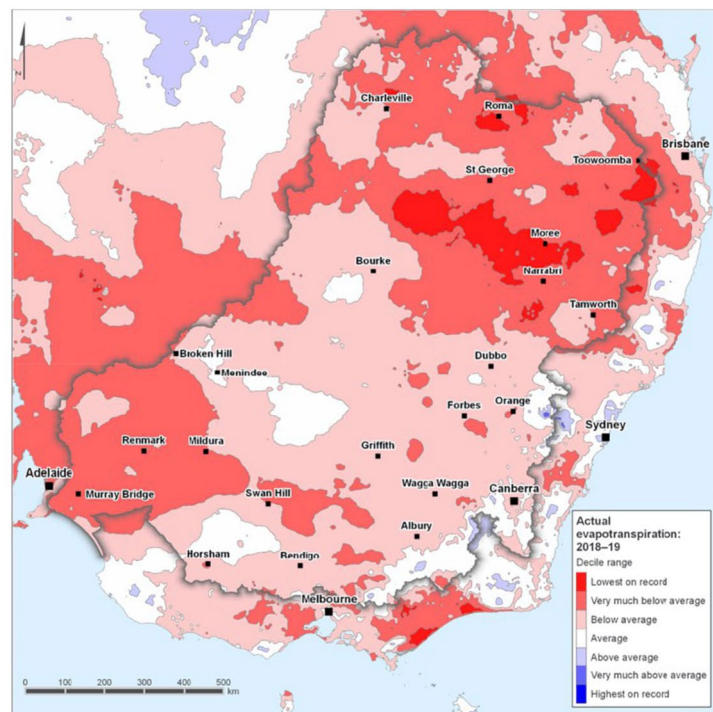 N
Charleville
Roma
Brisbane
Toowoomba
St George
Moree
Bourke
Narrabri
Tamworth
Broken Hill
Menindee
Dubbo
Forbes
Orange
Sydney
Renmark
Mildura
Griffith
Adelaide
Murray Bridge
Swan Hill
Wagga Wagga
Canberra
Albury
Horsham
Bendigo
Melbourne
Actual
evapotranspiration:
2018–19
Decile range
Lowest on record
Very much below average
Below average
Average
Above average
Very much above average
Highest on record
0 100 200 300 400 500
km